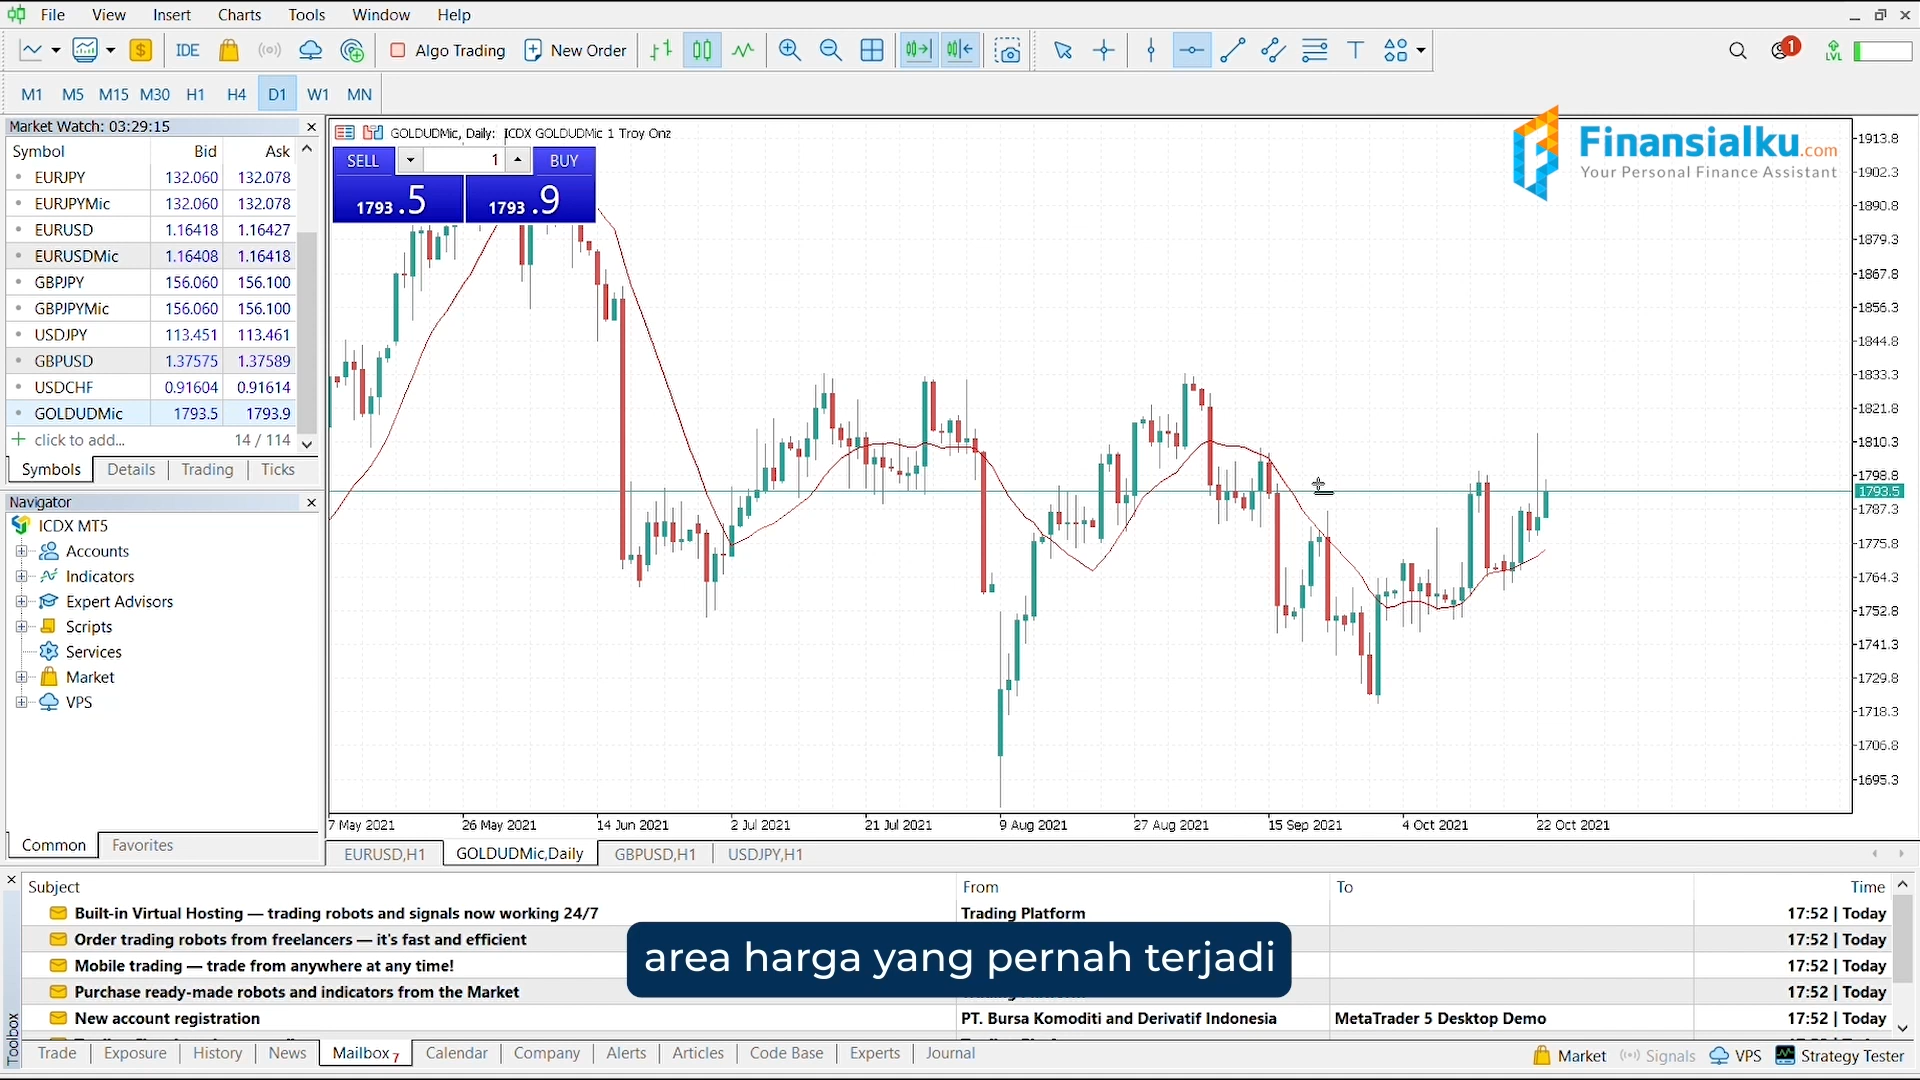 File View Insert Charts Tools Window Help
IDE Algo Trading New Order T 1 LVL
M1 M5 M15 M30 H1 H4 D1 W1 MN
Market Watch: 03:29:15
Symbol Bid Ask
EURJPY 132.060 132.078
EURJPYMic 132.060 132.078
EURUSD 1.16418 1.16427
EURUSDMic 1.16408 1.16418
GBPJPY 156.060 156.100
GBPJPYMic 156.060 156.100
USDJPY 113.451 113.461
GBPUSD 1.37575 1.37589
USDCHF 0.91604 0.91614
GOLDUDMic 1793.5 1793.9
click to add... 14 / 114
Symbols Details Trading Ticks
Navigator
ICDX MT5
Accounts
Indicators
Expert Advisors
Scripts
Services
Market
VPS
Common Favorites
GOLDUDMic, Daily: ICDX GOLDUDMic 1 Troy Onz
SELL 1 BUY
1793.5 1793.9
Finansialku.com
Your Personal Finance Assistant
1913.8
1902.3
1890.8
1879.3
1867.8
1856.3
1844.8
1833.3
1821.8
1810.3
1798.8
1793.5
1787.3
1775.8
1764.3
1752.8
1741.3
1729.8
1718.3
1706.8
1695.3
7 May 2021 26 May 2021 14 Jun 2021 2 Jul 2021 21 Jul 2021 9 Aug 2021 27 Aug 2021 15 Sep 2021 4 Oct 2021 22 Oct 2021
EURUSD,H1 GOLDUDMic,Daily GBPUSD,H1 USDJPY,H1
Subject From To Time
Built-in Virtual Hosting — trading robots and signals now working 24/7 Trading Platform 17:52 | Today
Order trading robots from freelancers — it's fast and efficient 17:52 | Today
Mobile trading — trade from anywhere at any time! 17:52 | Today
Purchase ready-made robots and indicators from the Market 17:52 | Today
New account registration PT. Bursa Komoditi and Derivatif Indonesia MetaTrader 5 Desktop Demo 17:52 | Today
area harga yang pernah terjadi
Toolbox
Trade Exposure History News Mailbox 7 Calendar Company Alerts Articles Code Base Experts Journal
Market Signals VPS Strategy Tester